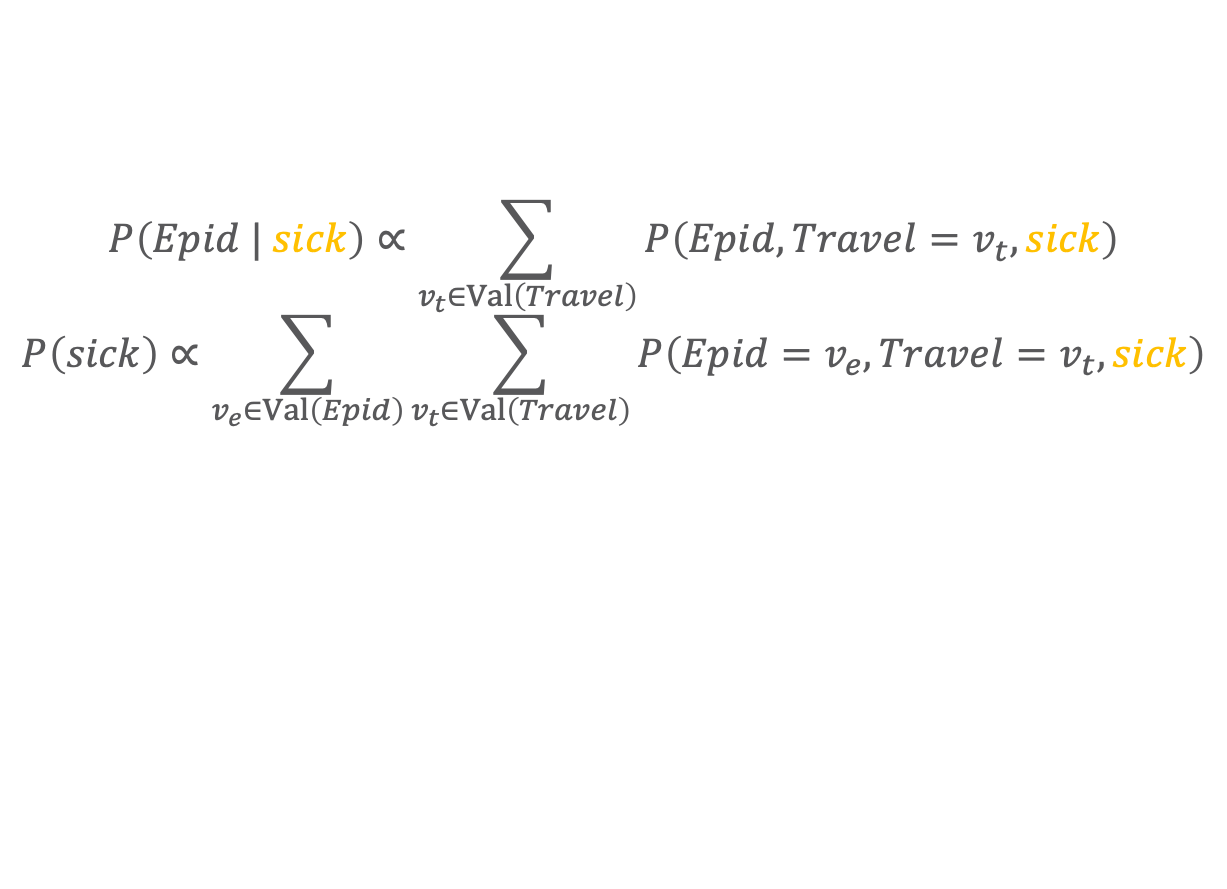 P(Epid | sick) ∝ ∑ v_t∈Val(Travel) P(Epid, Travel = v_t, sick)
P(sick) ∝ ∑ v_e∈Val(Epid) ∑ v_t∈Val(Travel) P(Epid = v_e, Travel = v_t, sick)